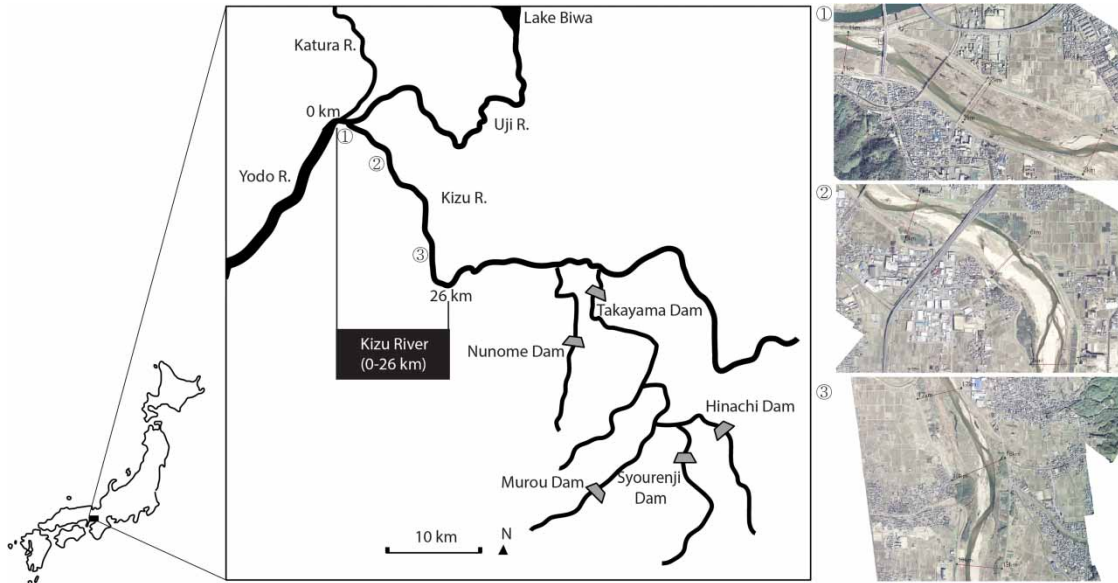 Lake Biwa
Katura R.
0 km
Uji R.
①
②
Yodo R.
Kizu R.
③
26 km
Takayama Dam
Kizu River
(0-26 km)
Nunome Dam
Hinachi Dam
Murou Dam
Syourenji
Dam
10 km
N
①
②
③